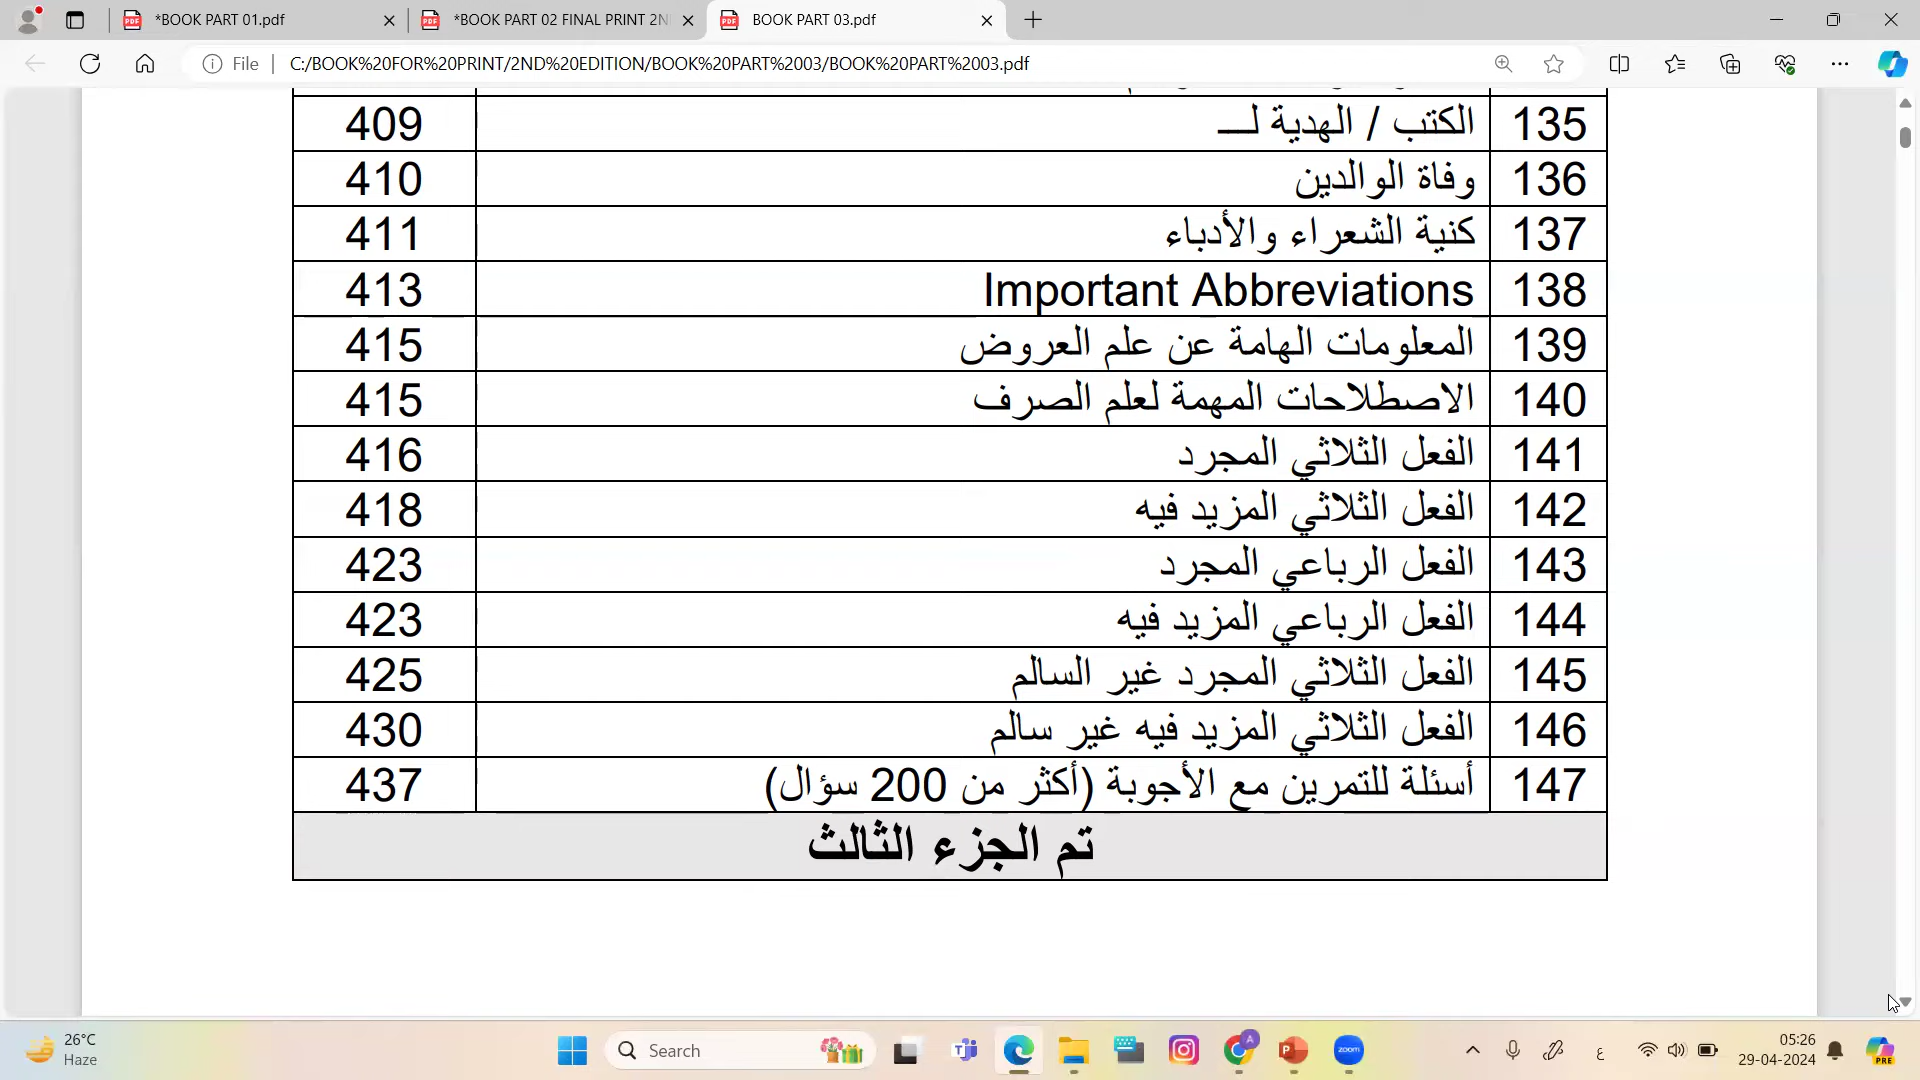 *BOOK PART 01.pdf
*BOOK PART 02 FINAL PRINT 2N
BOOK PART 03.pdf
File
C:/BOOK%20FOR%20PRINT/2ND%20EDITION/BOOK%20PART%2003/BOOK%20PART%2003.pdf
135 الكتب / الهدية لـــ 409
136 وفاة الوالدين 410
137 كنية الشعراء والأدباء 411
138 Important Abbreviations 413
139 المعلومات الهامة عن علم العروض 415
140 الاصطلاحات المهمة لعلم الصرف 415
141 الفعل الثلاثي المجرد 416
142 الفعل الثلاثي المزيد فيه 418
143 الفعل الرباعي المجرد 423
144 الفعل الرباعي المزيد فيه 423
145 الفعل الثلاثي المجرد غير السالم 425
146 الفعل الثلاثي المزيد فيه غير سالم 430
147 أسئلة للتمرين مع الأجوبة (أكثر من 200 سؤال) 437
تم الجزء الثالث
26°C
Haze
Search
zoom
A
ع
05:26
29-04-2024
PRE